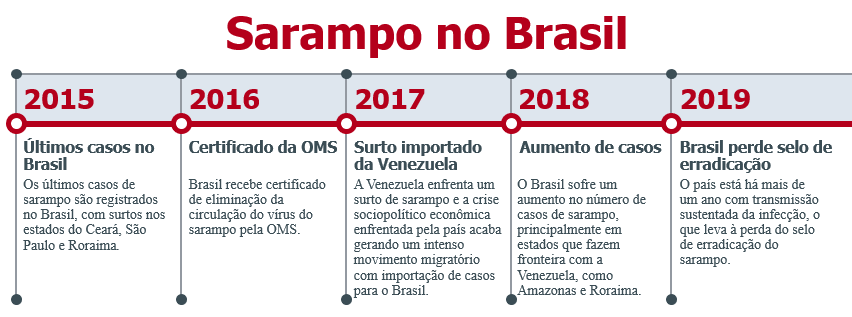 Sarampo no Brasil
2015
Últimos casos no
Brasil
Os últimos casos de
sarampo são registrados
no Brasil, com surtos nos
estados do Ceará, São
Paulo e Roraima.
2016
Certificado da OMS
Brasil recebe certificado
de eliminação da
circulação do vírus do
sarampo pela OMS.
2017
Surto importado
da Venezuela
A Venezuela enfrenta um
surto de sarampo e a crise
sociopolítico econômica
enfrentada pela país acaba
gerando um intenso
movimento migratório
com importação de casos
para o Brasil.
2018
Aumento de casos
O Brasil sofre um
aumento no número de
casos de sarampo,
principalmente em
estados que fazem
fronteira com a
Venezuela, como
Amazonas e Roraima.
2019
Brasil perde selo de
erradicação
O país está há mais de
um ano com transmissão
sustentada da infecção, o
que leva à perda do selo
de erradicação do
sarampo.